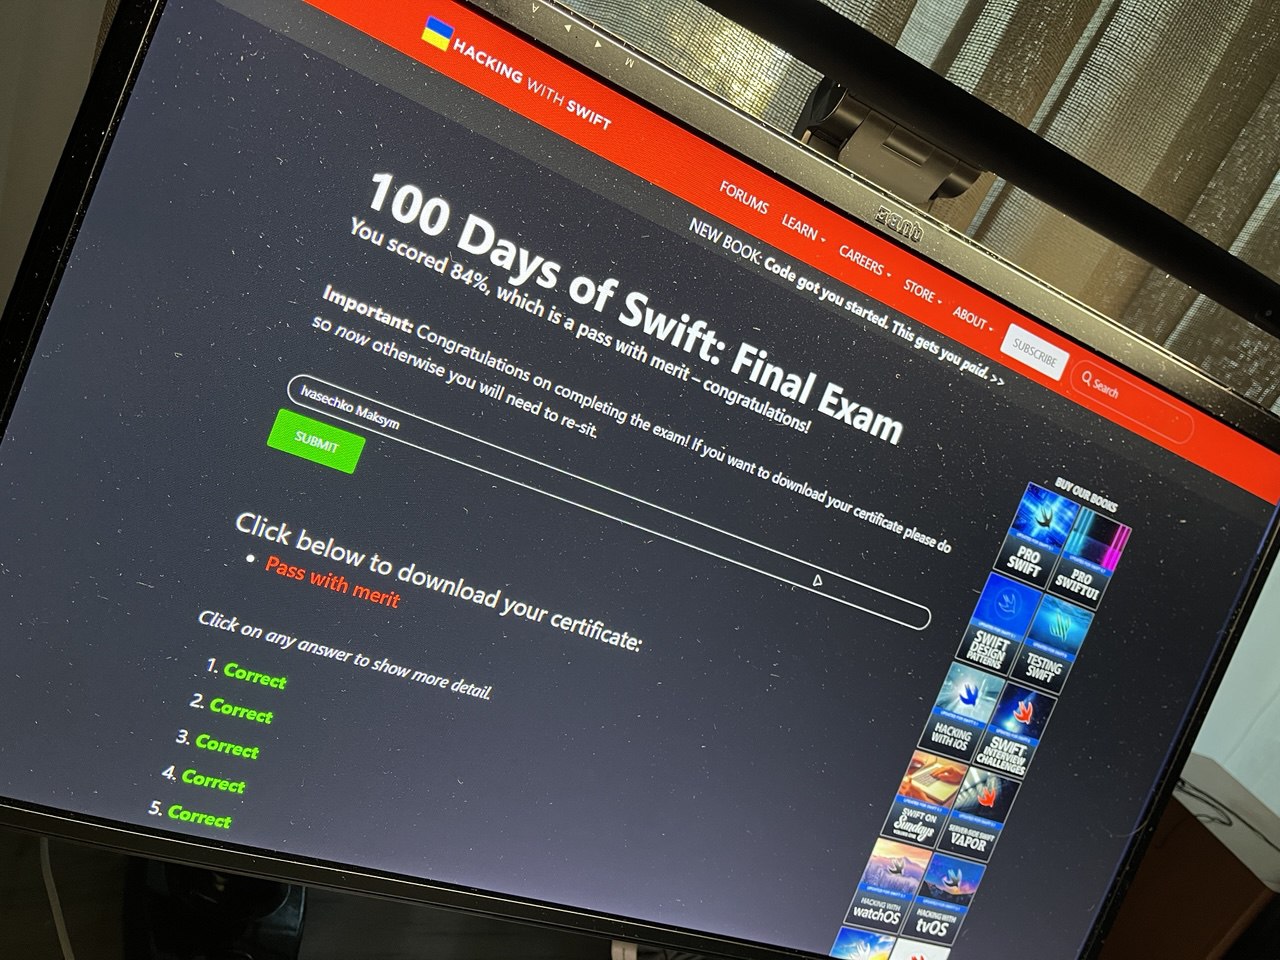 HACKING WITH SWIFT
FORUMS
LEARN
CAREERS
STORE
ABOUT
SUBSCRIBE
Search
NEW BOOK: Code got you started. This gets you paid. >>
100 Days of Swift: Final Exam
You scored 84%, which is a pass with merit – congratulations!
Important: Congratulations on completing the exam! If you want to download your certificate please do
so now otherwise you will need to re-sit.
Ivasechko Maksym
SUBMIT
Click below to download your certificate:
• Pass with merit
Click on any answer to show more detail.
1. Correct
2. Correct
3. Correct
4. Correct
5. Correct
BUY OUR BOOKS
PRO
SWIFT
PRO
SWIFTUI
SWIFT
DESIGN
PATTERNS
TESTING
SWIFT
HACKING
WITH iOS
SWIFT
INTERVIEW
CHALLENGES
SWIFT ON
Sundays
SERVER-SIDE SWIFT
VAPOR
HACKING WITH
watchOS
HACKING WITH
tvOS